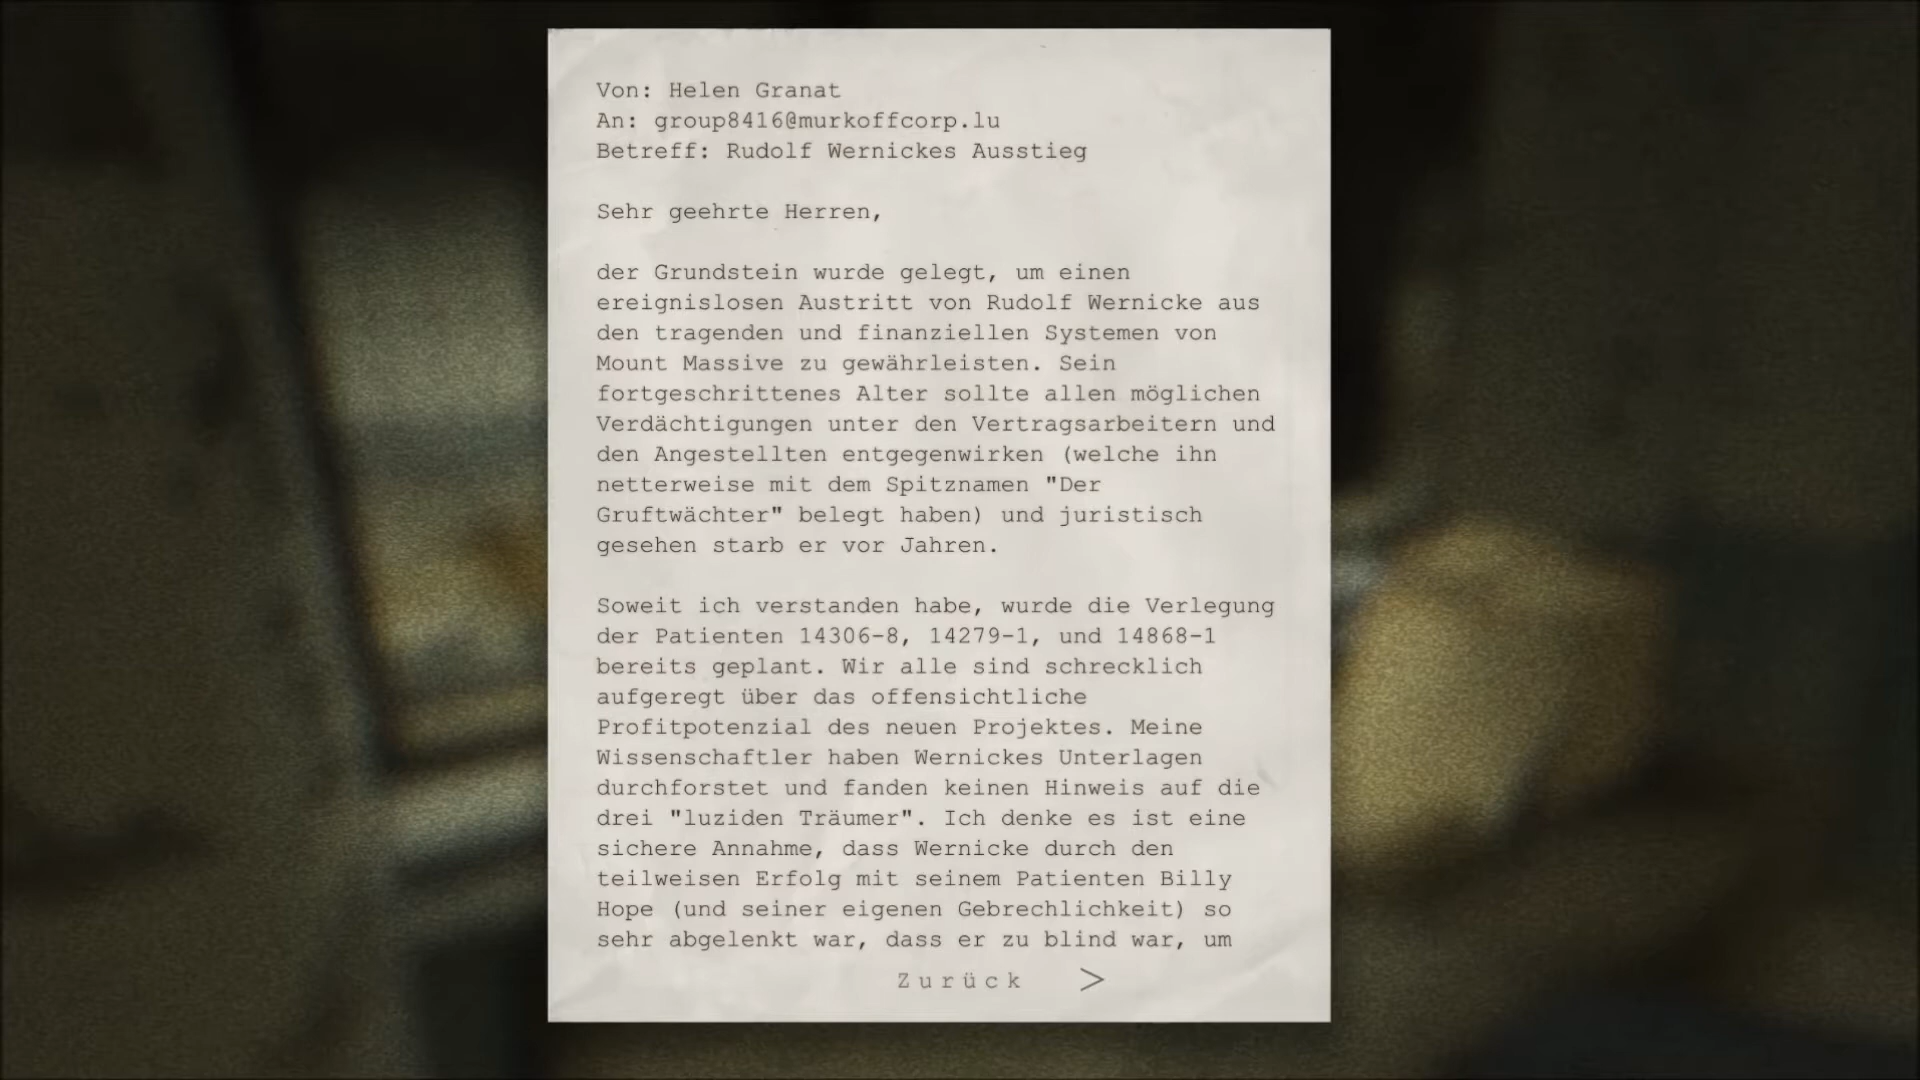 Von: Helen Granat
An: group8416@murkoffcorp.lu
Betreff: Rudolf Wernickes Ausstieg
Sehr geehrte Herren,
der Grundstein wurde gelegt, um einen
ereignislosen Austritt von Rudolf Wernicke aus
den tragenden und finanziellen Systemen von
Mount Massive zu gewährleisten. Sein
fortgeschrittenes Alter sollte allen möglichen
Verdächtigungen unter den Vertragsarbeitern und
den Angestellten entgegenwirken (welche ihn
netterweise mit dem Spitznamen "Der
Gruftwächter" belegt haben) und juristisch
gesehen starb er vor Jahren.
Soweit ich verstanden habe, wurde die Verlegung
der Patienten 14306-8, 14279-1, und 14868-1
bereits geplant. Wir alle sind schrecklich
aufgeregt über das offensichtliche
Profitpotenzial des neuen Projektes. Meine
Wissenschaftler haben Wernickes Unterlagen
durchforstet und fanden keinen Hinweis auf die
drei "luziden Träumer". Ich denke es ist eine
sichere Annahme, dass Wernicke durch den
teilweisen Erfolg mit seinem Patienten Billy
Hope (und seiner eigenen Gebrechlichkeit) so
sehr abgelenkt war, dass er zu blind war, um
Zurück >